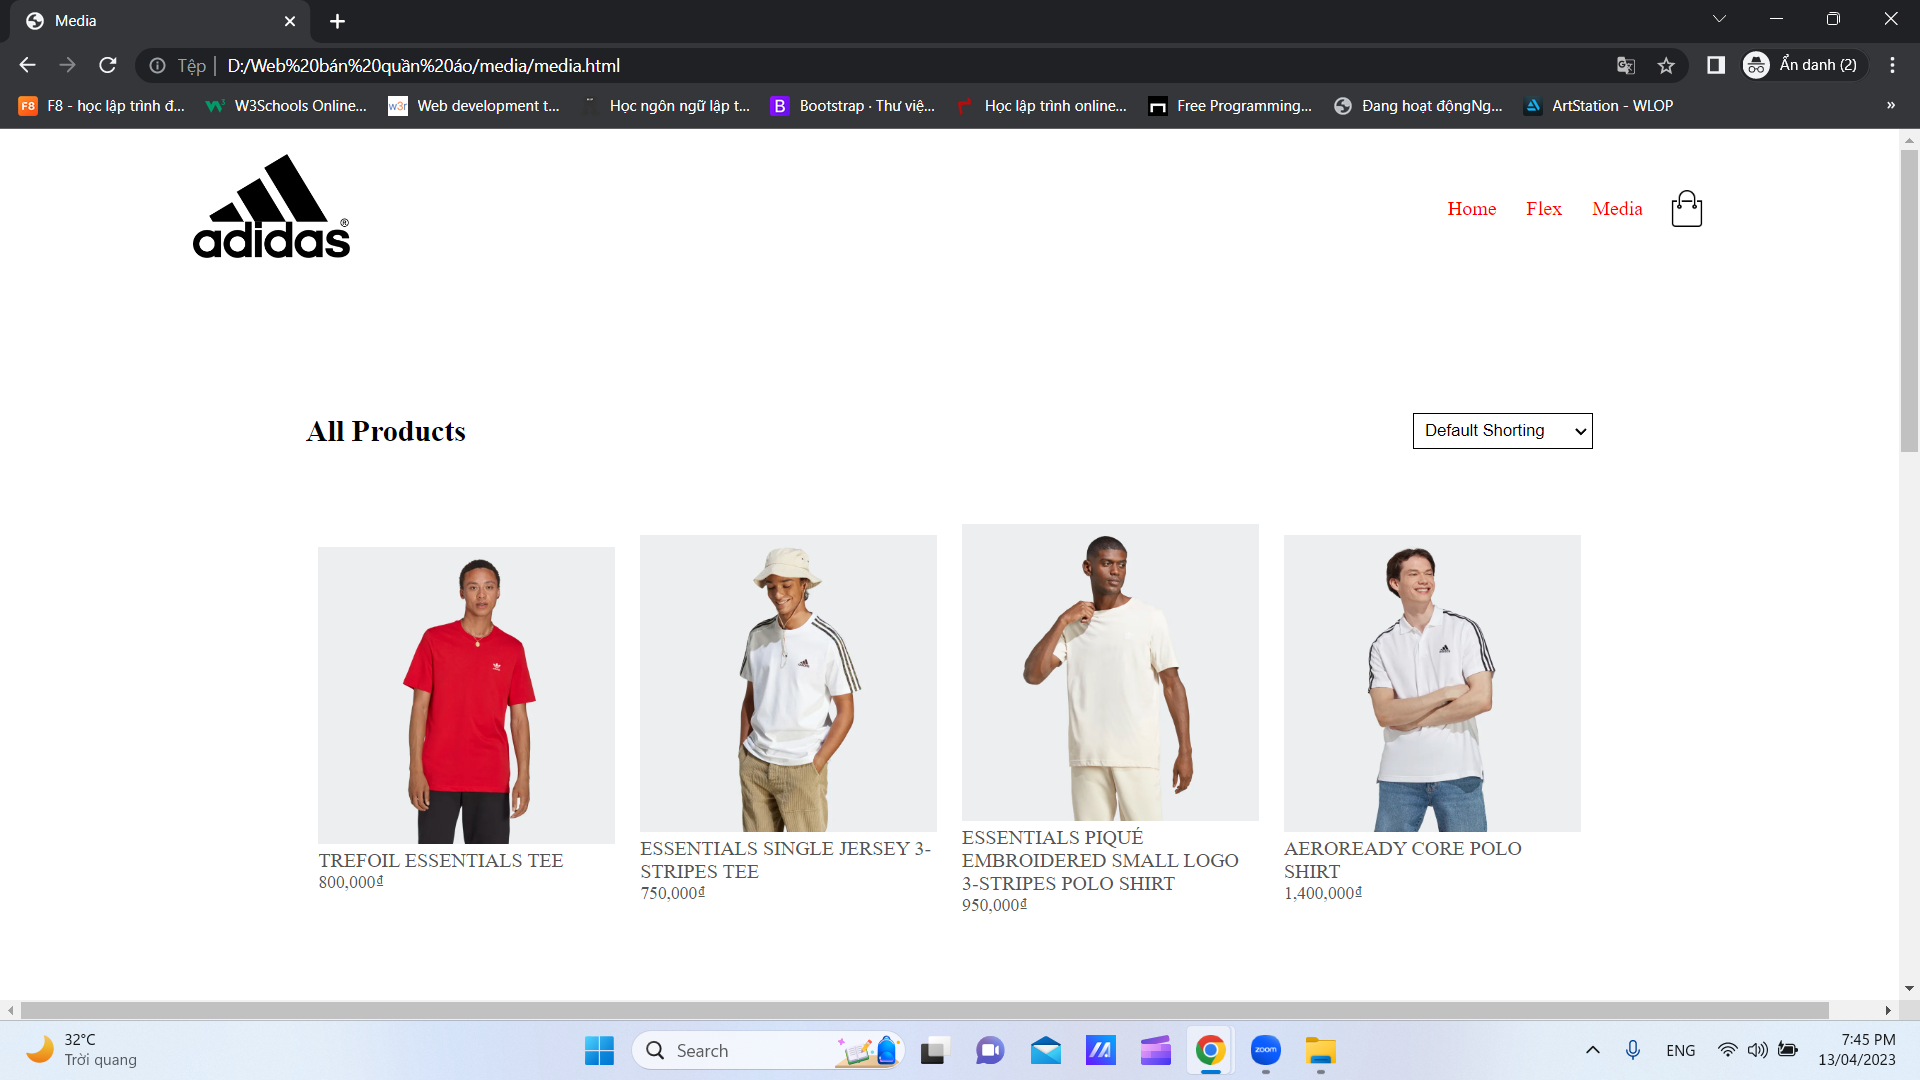 Media
Tệp | D:/Web%20bán%20quần%20áo/media/media.html
Ẩn danh (2)
F8 F8 - học lập trình đ...
W3Schools Online...
w3r Web development t...
Học ngôn ngữ lập t...
B Bootstrap · Thư việ...
Học lập trình online...
Free Programming...
Đang hoạt độngNg...
ArtStation - WLOP
»
adidas®
Home
Flex
Media
All Products
Default Shorting
TREFOIL ESSENTIALS TEE
800,000₫
ESSENTIALS SINGLE JERSEY 3-
STRIPES TEE
750,000₫
ESSENTIALS PIQUÉ
EMBROIDERED SMALL LOGO
3-STRIPES POLO SHIRT
950,000₫
AEROREADY CORE POLO
SHIRT
1,400,000₫
32°C
Trời quang
Search
zoom
ENG
7:45 PM
13/04/2023